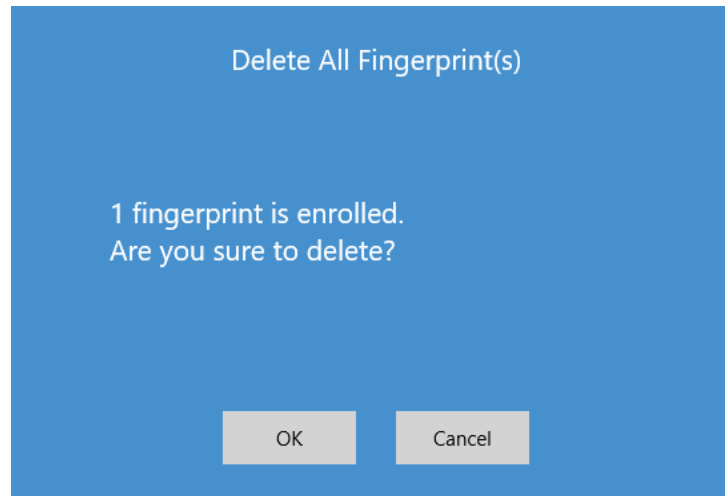 Delete All Fingerprint(s)
1 fingerprint is enrolled.
Are you sure to delete?
OK
Cancel